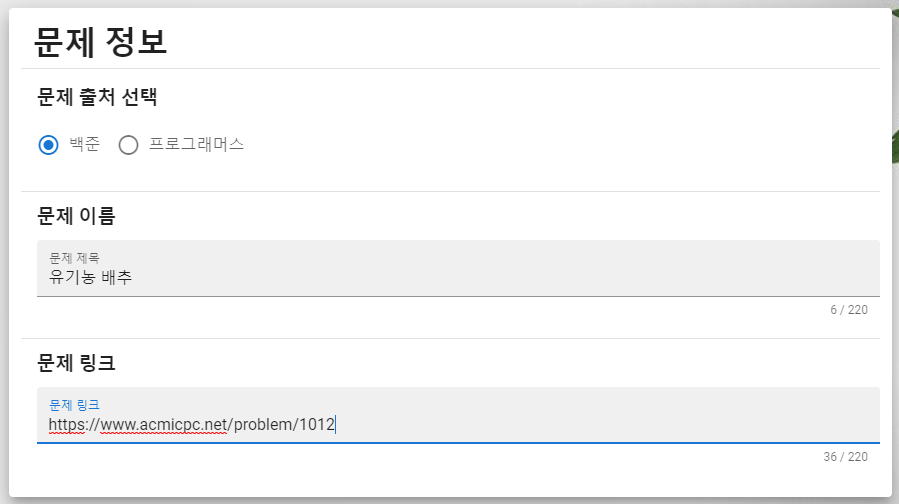 문제 정보
문제 출처 선택
백준 프로그래머스
문제 이름
문제 제목
유기농 배추
6 / 220
문제 링크
문제 링크
https://www.acmicpc.net/problem/1012
36 / 220